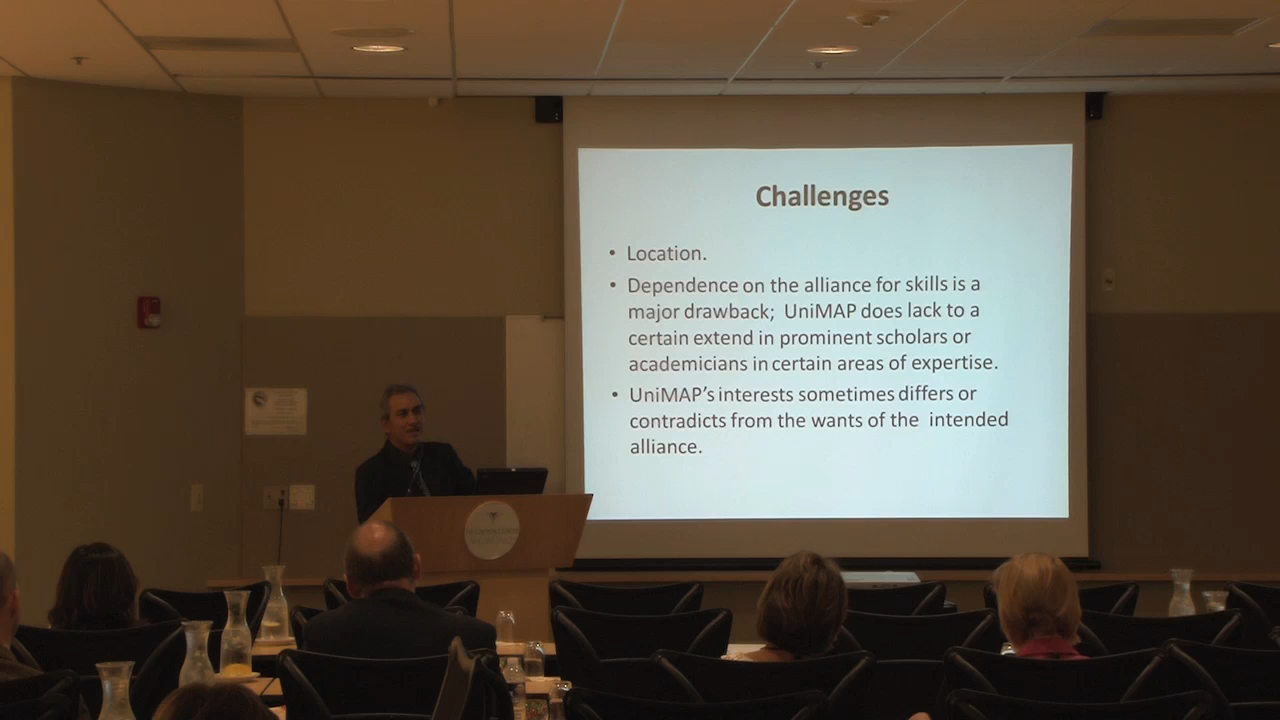 Challenges
• Location.
• Dependence on the alliance for skills is a
major drawback; UniMAP does lack to a
certain extend in prominent scholars or
academicians in certain areas of expertise.
• UniMAP's interests sometimes differs or
contradicts from the wants of the intended
alliance.